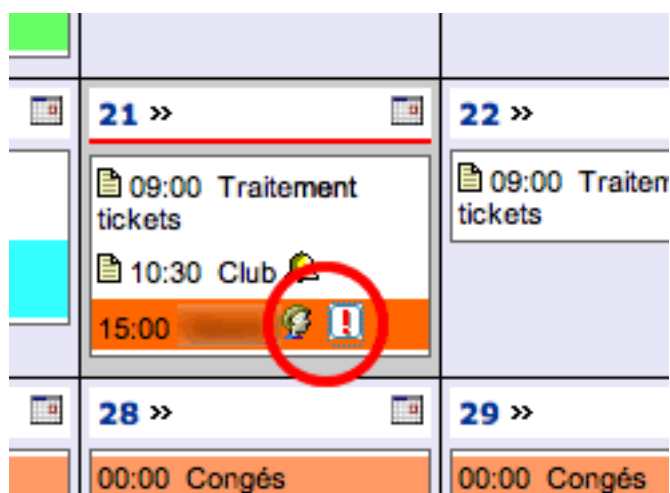 21 »
22 »
09:00 Traitement
tickets
10:30 Club
15:00
!
09:00
tickets
28 »
29 »
00:00 Congés
00:00 Congés